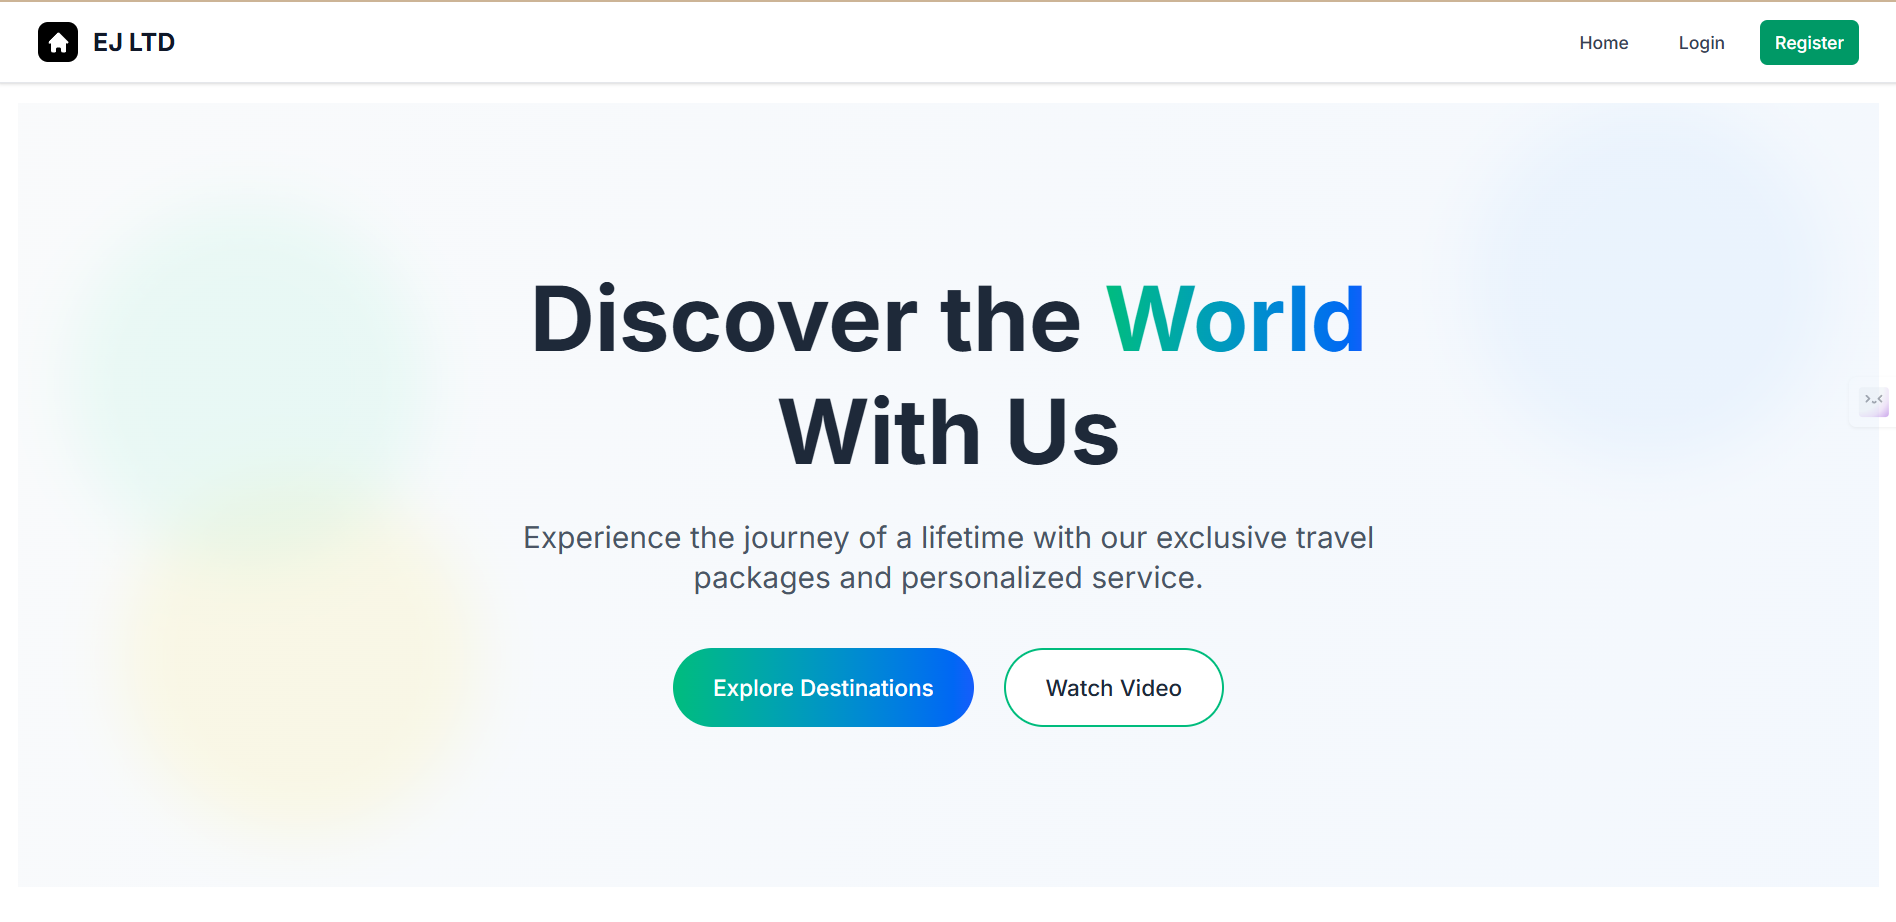 EJ LTD
Home
Login
Register
Discover the World
With Us
Experience the journey of a lifetime with our exclusive travel
packages and personalized service.
Explore Destinations
Watch Video